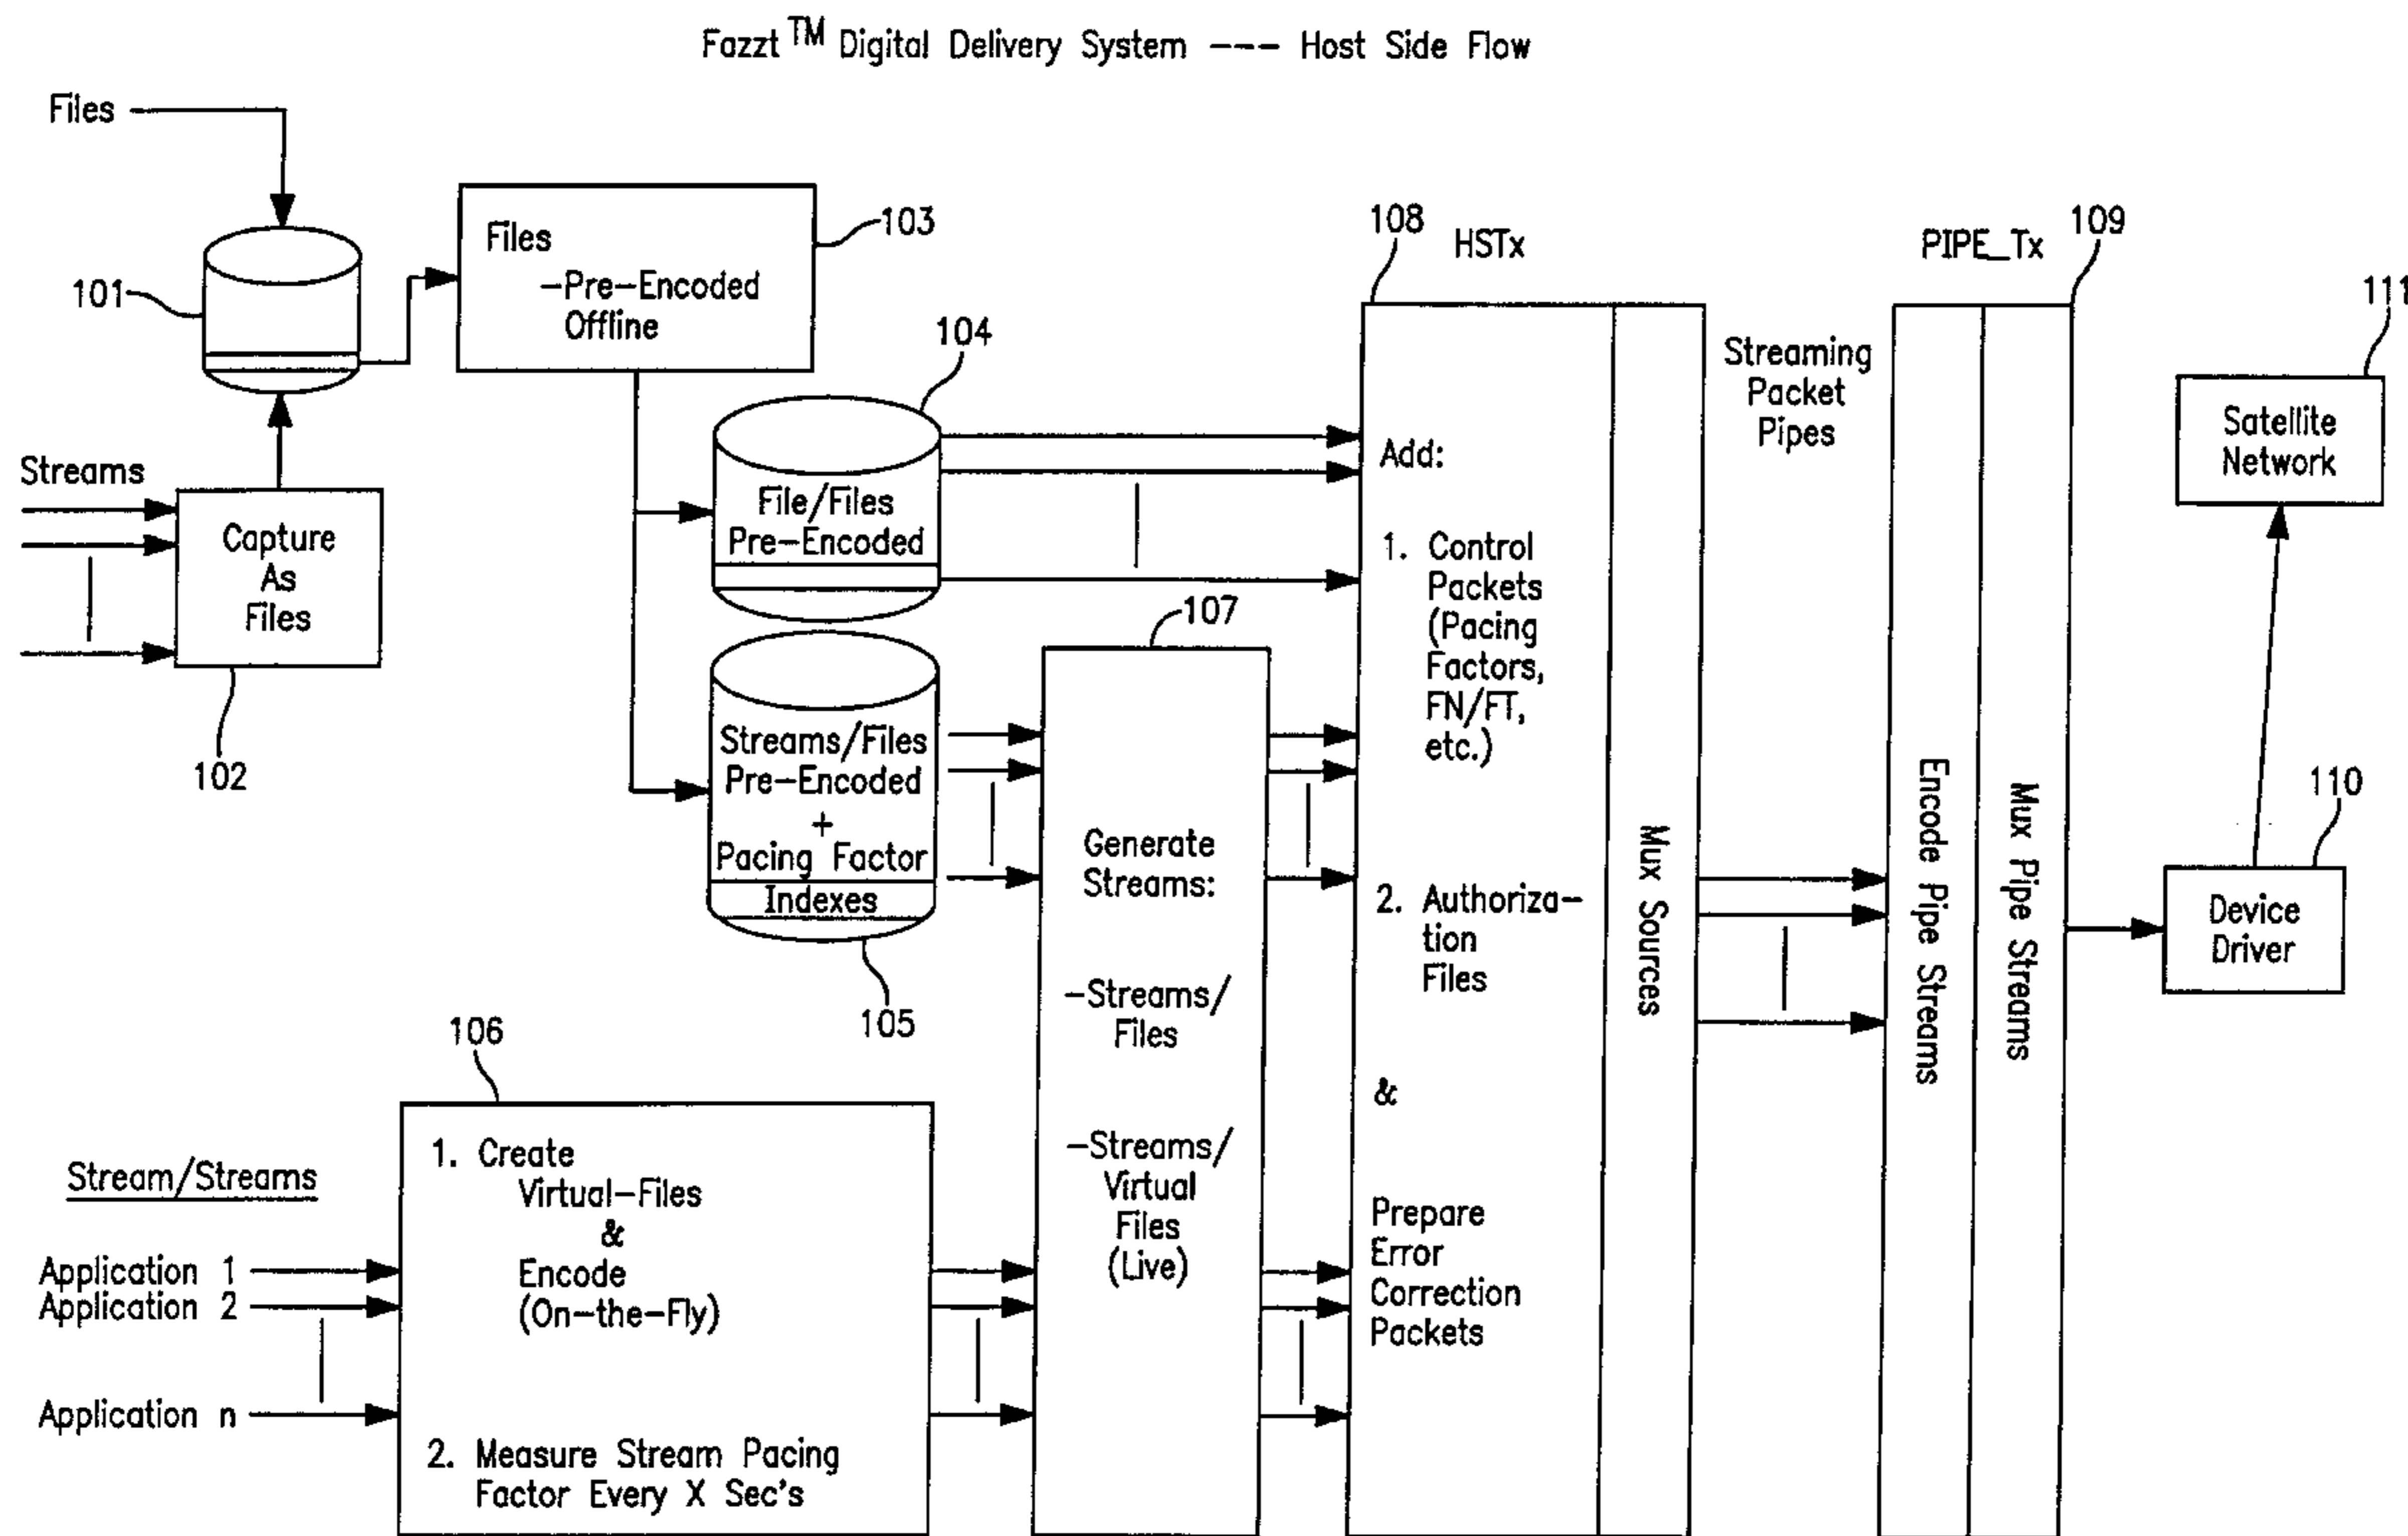 Fazzt™ Digital Delivery System --- Host Side Flow
Files
101
Files
-Pre-Encoded
Offline
103
Streams
Capture
As
Files
102
104
File/Files
Pre-Encoded
Streams/Files
Pre-Encoded
+
Pacing Factor
Indexes
105
106
Stream/Streams
Application 1
Application 2
Application n
1. Create
Virtual-Files
&
Encode
(On-the-Fly)
2. Measure Stream Pacing
Factor Every X Sec's
107
Generate
Streams:
-Streams/
Files
-Streams/
Virtual
Files
(Live)
108
HSTx
Add:
1. Control
Packets
(Pacing
Factors,
FN/FT,
etc.)
2. Authoriza-
tion
Files
&
Prepare
Error
Correction
Packets
Mux Sources
Streaming
Packet
Pipes
PIPE_Tx
109
Encode Pipe Streams
Mux Pipe Streams
111
Satellite
Network
110
Device
Driver